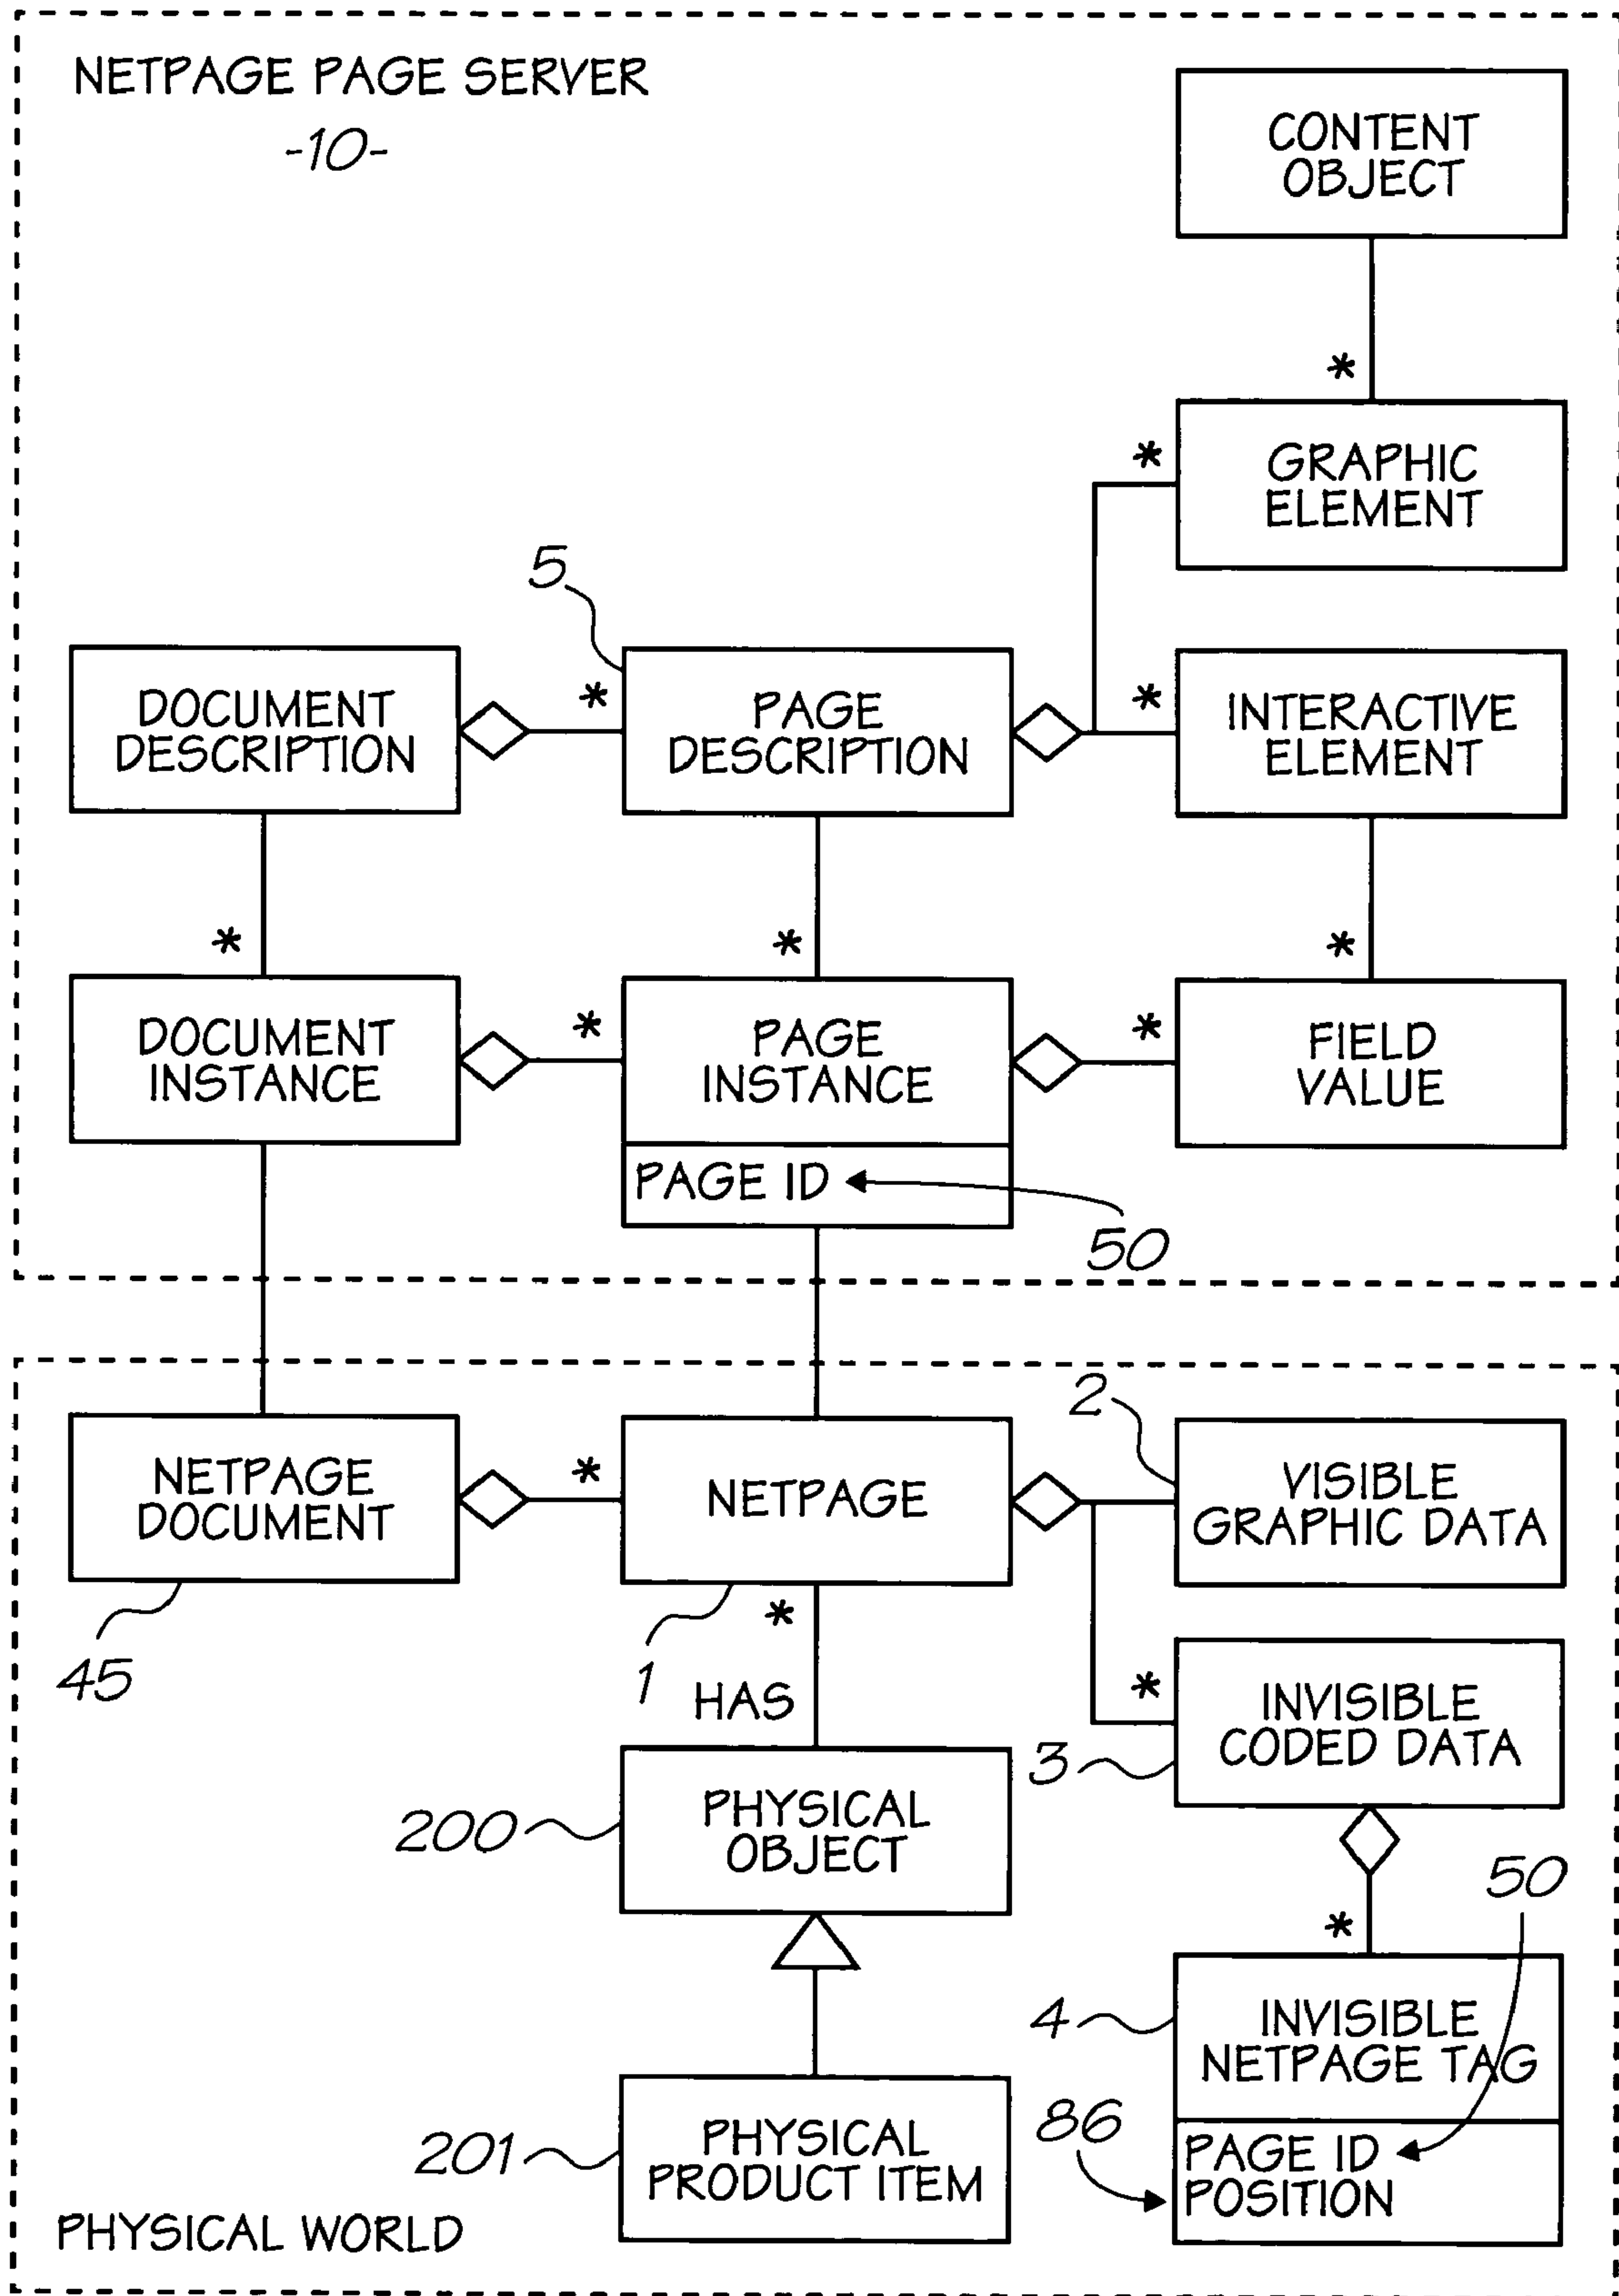 NETPAGE PAGE SERVER
-10-
CONTENT
OBJECT
*
*
GRAPHIC
ELEMENT
5
DOCUMENT
DESCRIPTION
*
PAGE
DESCRIPTION
*
INTERACTIVE
ELEMENT
*
*
*
DOCUMENT
INSTANCE
*
PAGE
INSTANCE
PAGE ID
*
FIELD
VALUE
50
NETPAGE
DOCUMENT
45
*
NETPAGE
1
2
VISIBLE
GRAPHIC DATA
*
HAS
*
INVISIBLE
CODED DATA
3
200
PHYSICAL
OBJECT
50
*
4
INVISIBLE
NETPAGE TAG
86
PAGE ID
POSITION
201
PHYSICAL
PRODUCT ITEM
PHYSICAL WORLD